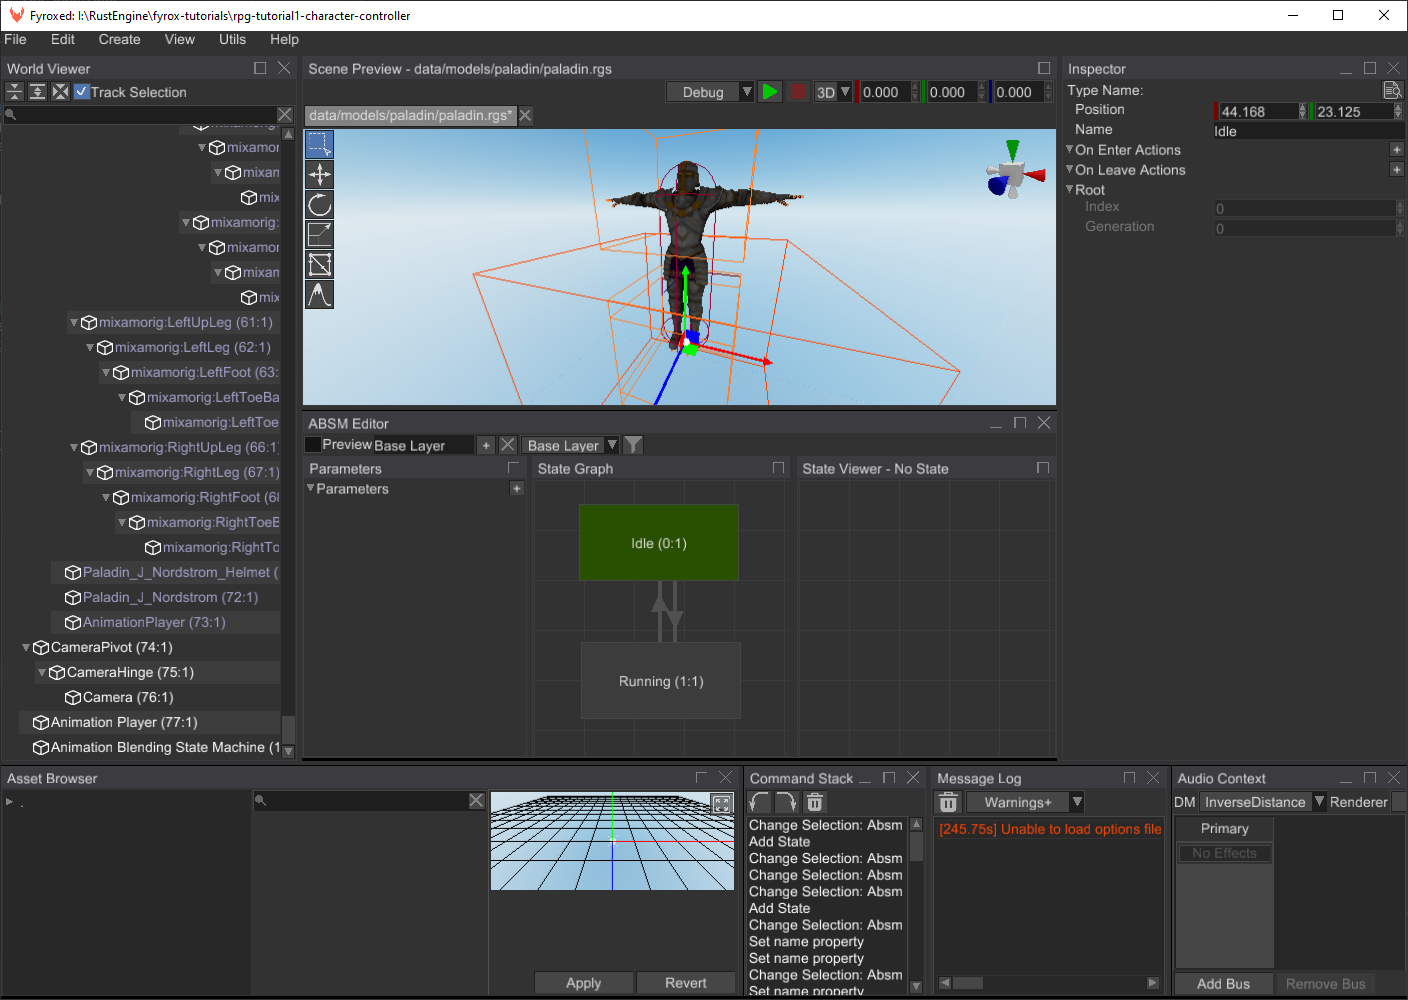 Fyroxed: I:\RustEngine\fyrox-tutorials\rpg-tutorial1-character-controller
File Edit Create View Utils Help
World Viewer
Track Selection
mixamor
mixam
mix
mixamorig:
mixamor
mixam
mix
mixamorig:LeftUpLeg (61:1)
mixamorig:LeftLeg (62:1)
mixamorig:LeftFoot (63:
mixamorig:LeftToeBa
mixamorig:LeftToe
mixamorig:RightUpLeg (66:1
mixamorig:RightLeg (67:1)
mixamorig:RightFoot (68
mixamorig:RightToeB
mixamorig:RightTo
Paladin_J_Nordstrom_Helmet (
Paladin_J_Nordstrom (72:1)
AnimationPlayer (73:1)
CameraPivot (74:1)
CameraHinge (75:1)
Camera (76:1)
Animation Player (77:1)
Animation Blending State Machine (1
Scene Preview - data/models/paladin/paladin.rgs
Debug 3D 0.000 0.000 0.000
data/models/paladin/paladin.rgs*
ABSM Editor
Preview Base Layer + Base Layer
Parameters
Parameters +
State Graph
Idle (0:1)
Running (1:1)
State Viewer - No State
Inspector
Type Name:
Position 44.168 23.125
Name Idle
On Enter Actions +
On Leave Actions +
Root
Index 0
Generation 0
Asset Browser
.
Apply Revert
Command Stack
Change Selection: Absm
Add State
Change Selection: Absm
Change Selection: Absm
Change Selection: Absm
Add State
Change Selection: Absm
Set name property
Set name property
Change Selection: Absm
Set name property
Message Log
Warnings+
[245.75s] Unable to load options file
Audio Context
DM InverseDistance Renderer
Primary
No Effects
Add Bus Remove Bus